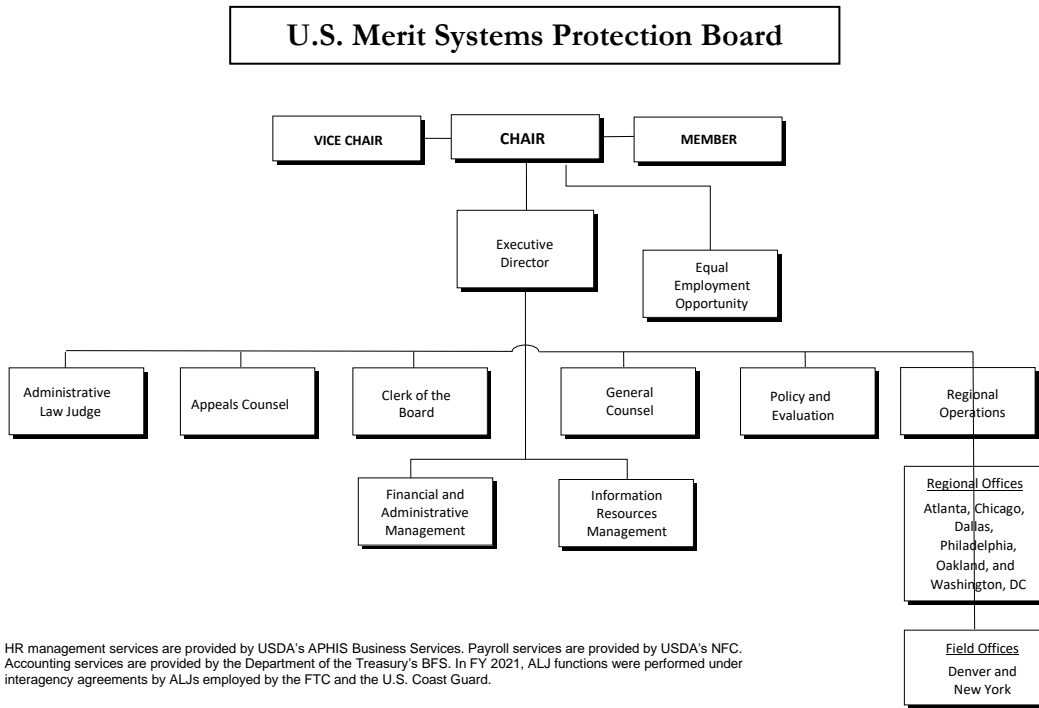 U.S. Merit Systems Protection Board
VICE CHAIR
CHAIR
MEMBER
Executive
Director
Equal
Employment
Opportunity
Administrative
Law Judge
Appeals Counsel
Clerk of the
Board
General
Counsel
Policy and
Evaluation
Regional
Operations
Financial and
Administrative
Management
Information
Resources
Management
Regional Offices
Atlanta, Chicago,
Dallas,
Philadelphia,
Oakland, and
Washington, DC
Field Offices
Denver and
New York
HR management services are provided by USDA's APHIS Business Services. Payroll services are provided by USDA's NFC.
Accounting services are provided by the Department of the Treasury's BFS. In FY 2021, ALJ functions were performed under
interagency agreements by ALJs employed by the FTC and the U.S. Coast Guard.